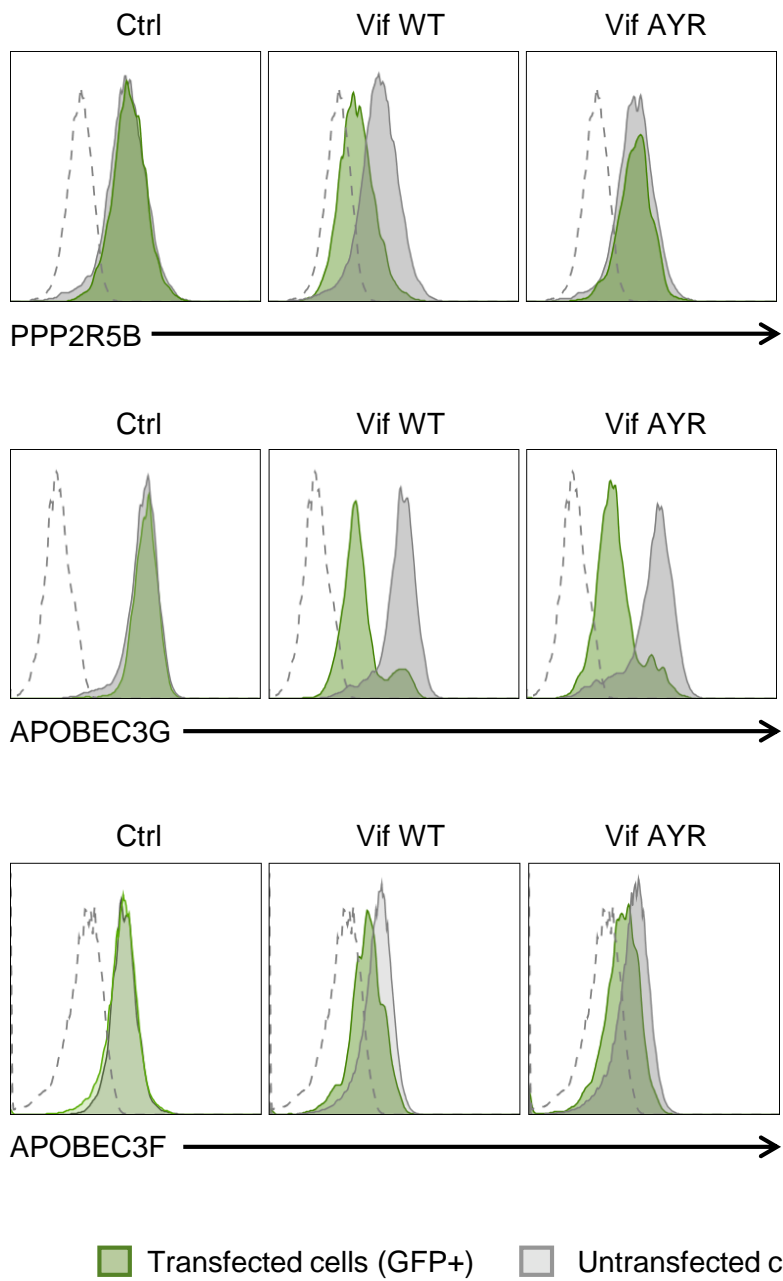 Ctrl Vif WT Vif AYR
PPP2R5B
Ctrl Vif WT Vif AYR
APOBEC3G
Ctrl Vif WT Vif AYR
APOBEC3F
Transfected cells (GFP+) Untransfected c